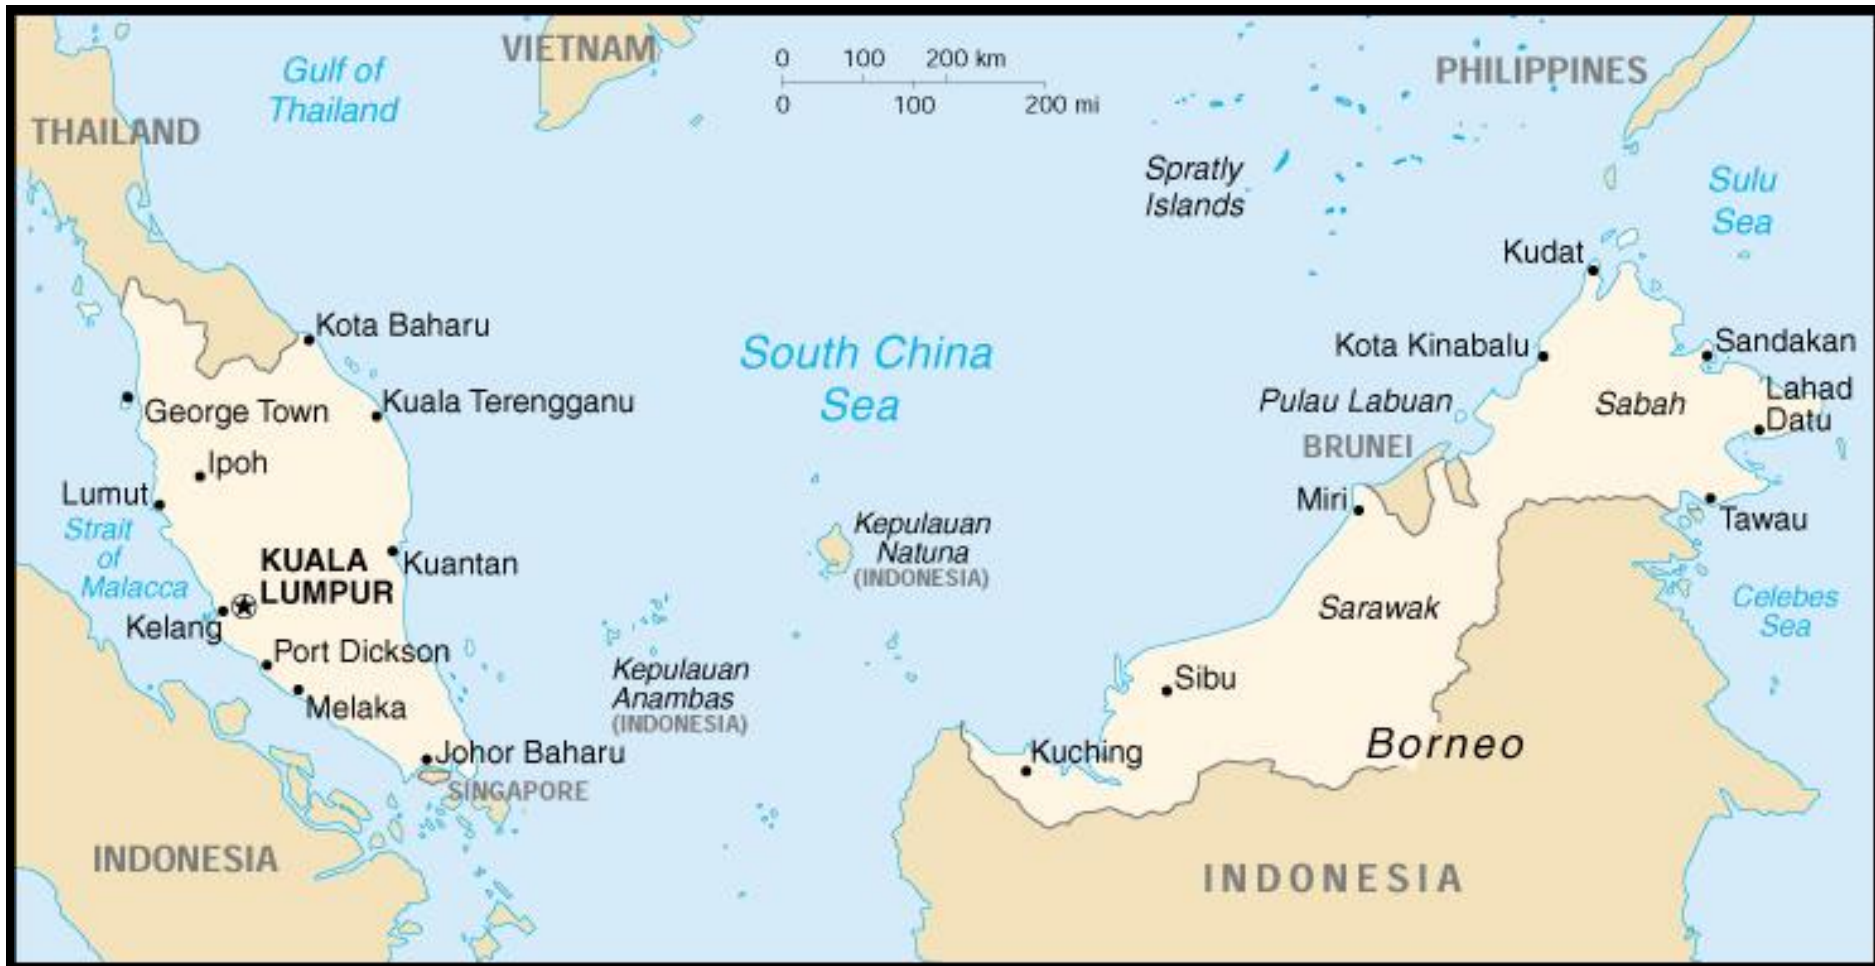 VIETNAM
0 100 200 km
0 100 200 mi
Gulf of
Thailand
THAILAND
PHILIPPINES
Spratly
Islands
Sulu
Sea
Kudat
Kota Baharu
South China
Sea
Kota Kinabalu
Sandakan
George Town
Kuala Terengganu
Pulau Labuan
Sabah
Lahad
Datu
BRUNEI
Ipoh
Lumut
Miri
Tawau
Strait
of
Malacca
KUALA
LUMPUR
Kuantan
Kepulauan
Natuna
(INDONESIA)
Sarawak
Celebes
Sea
Kelang
Port Dickson
Melaka
Kepulauan
Anambas
(INDONESIA)
Sibu
Johor Baharu
SINGAPORE
Kuching
Borneo
INDONESIA
INDONESIA